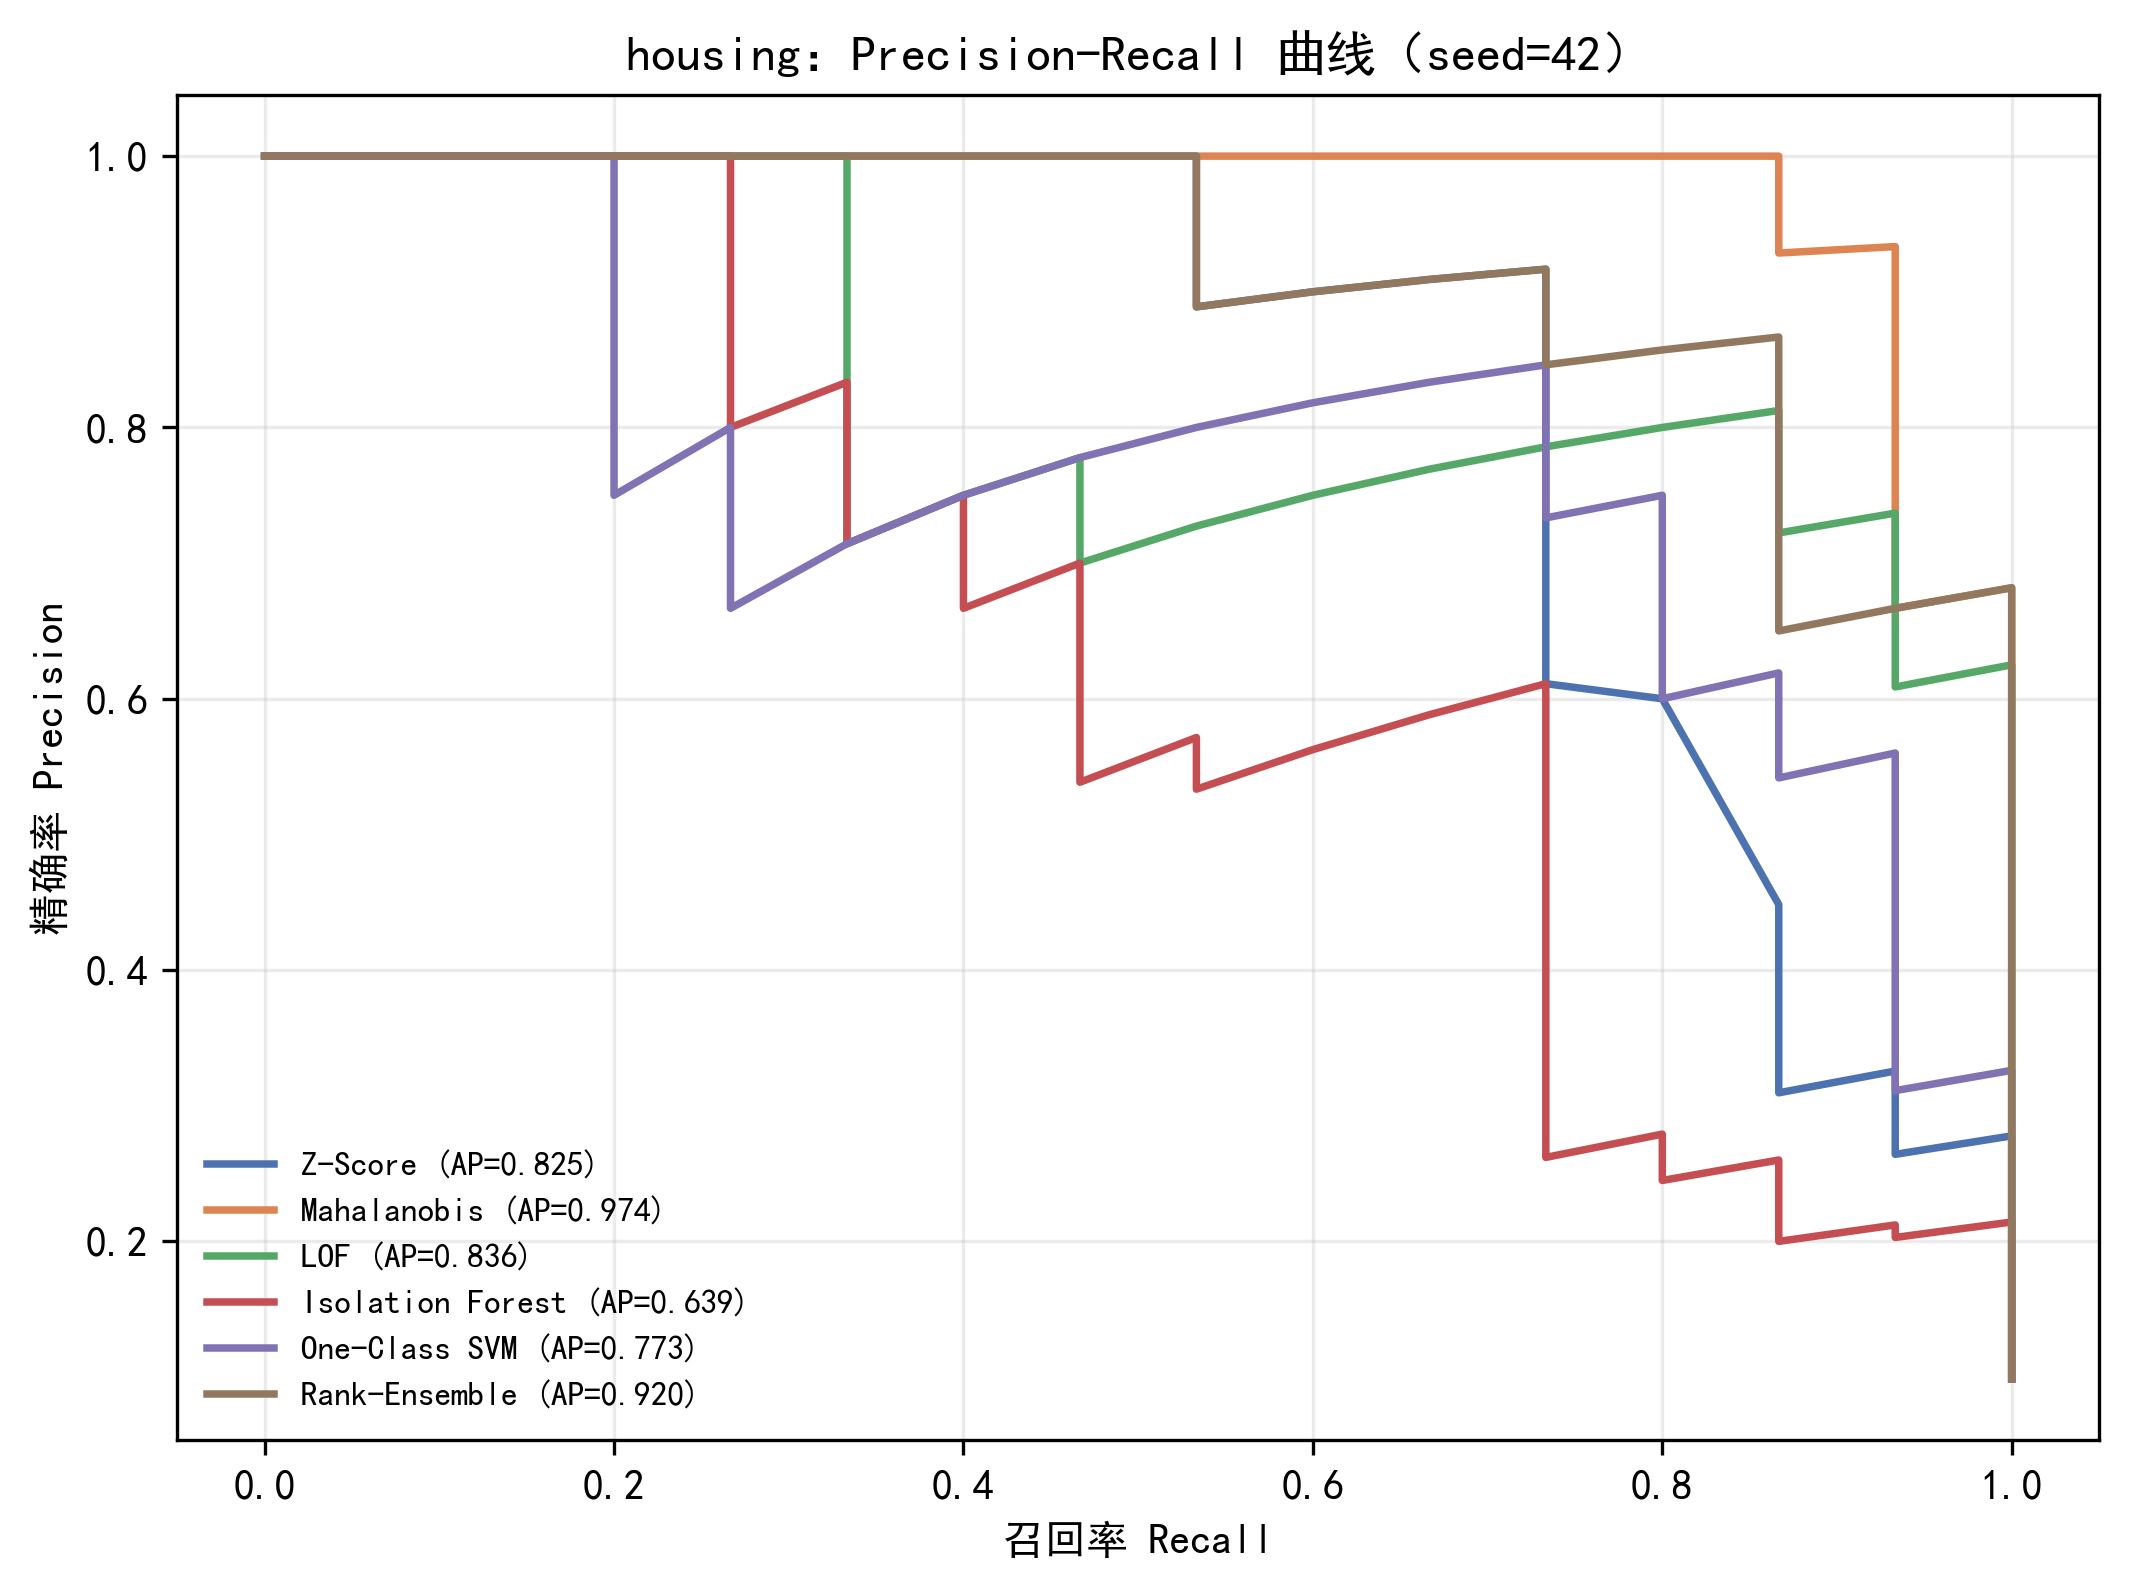 housing：Precision-Recall 曲线（seed=42）
1.0
0.8
0.6
0.4
0.2
精确率 Precision
Z-Score (AP=0.825)
Mahalanobis (AP=0.974)
LOF (AP=0.836)
Isolation Forest (AP=0.639)
One-Class SVM (AP=0.773)
Rank-Ensemble (AP=0.920)
0.0 0.2 0.4 0.6 0.8 1.0
召回率 Recall